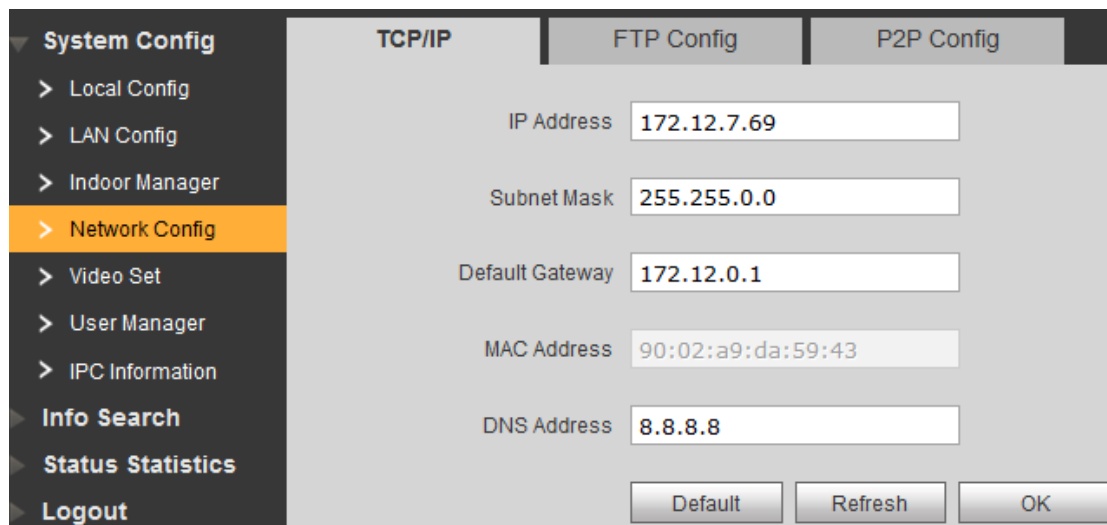 System Config
Local Config
LAN Config
Indoor Manager
Network Config
Video Set
User Manager
IPC Information
Info Search
Status Statistics
Logout
TCP/IP FTP Config P2P Config
IP Address 172.12.7.69
Subnet Mask 255.255.0.0
Default Gateway 172.12.0.1
MAC Address 90:02:a9:da:59:43
DNS Address 8.8.8.8
Default Refresh OK